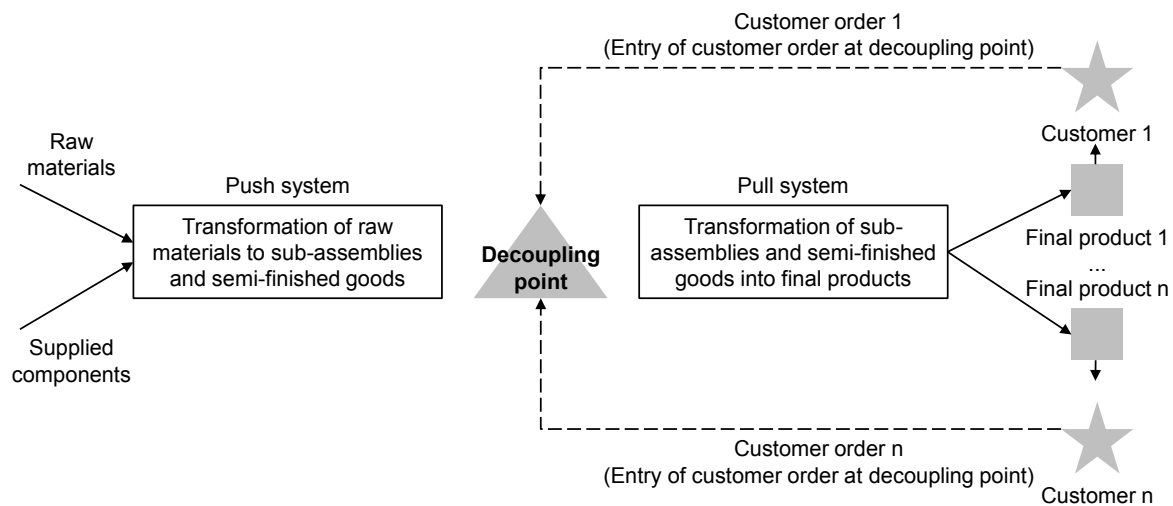 Customer order 1
(Entry of customer order at decoupling point)
Customer 1
Raw
materials
Push system
Transformation of raw
materials to sub-assemblies
and semi-finished goods
Supplied
components
Decoupling
point
Pull system
Transformation of sub-
assemblies and semi-finished
goods into final products
Final product 1
...
Final product n
Customer order n
(Entry of customer order at decoupling point)
Customer n